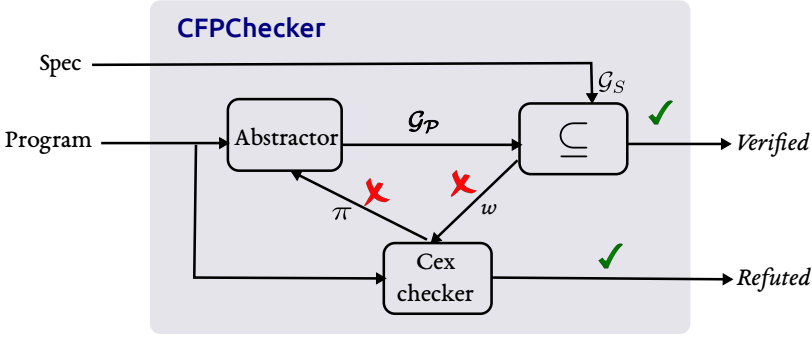 CFPChecker
Spec
𝒢_S
Program
Abstractor
𝒢_𝒫
⊆
Verified
π
w
Cex
checker
Refuted